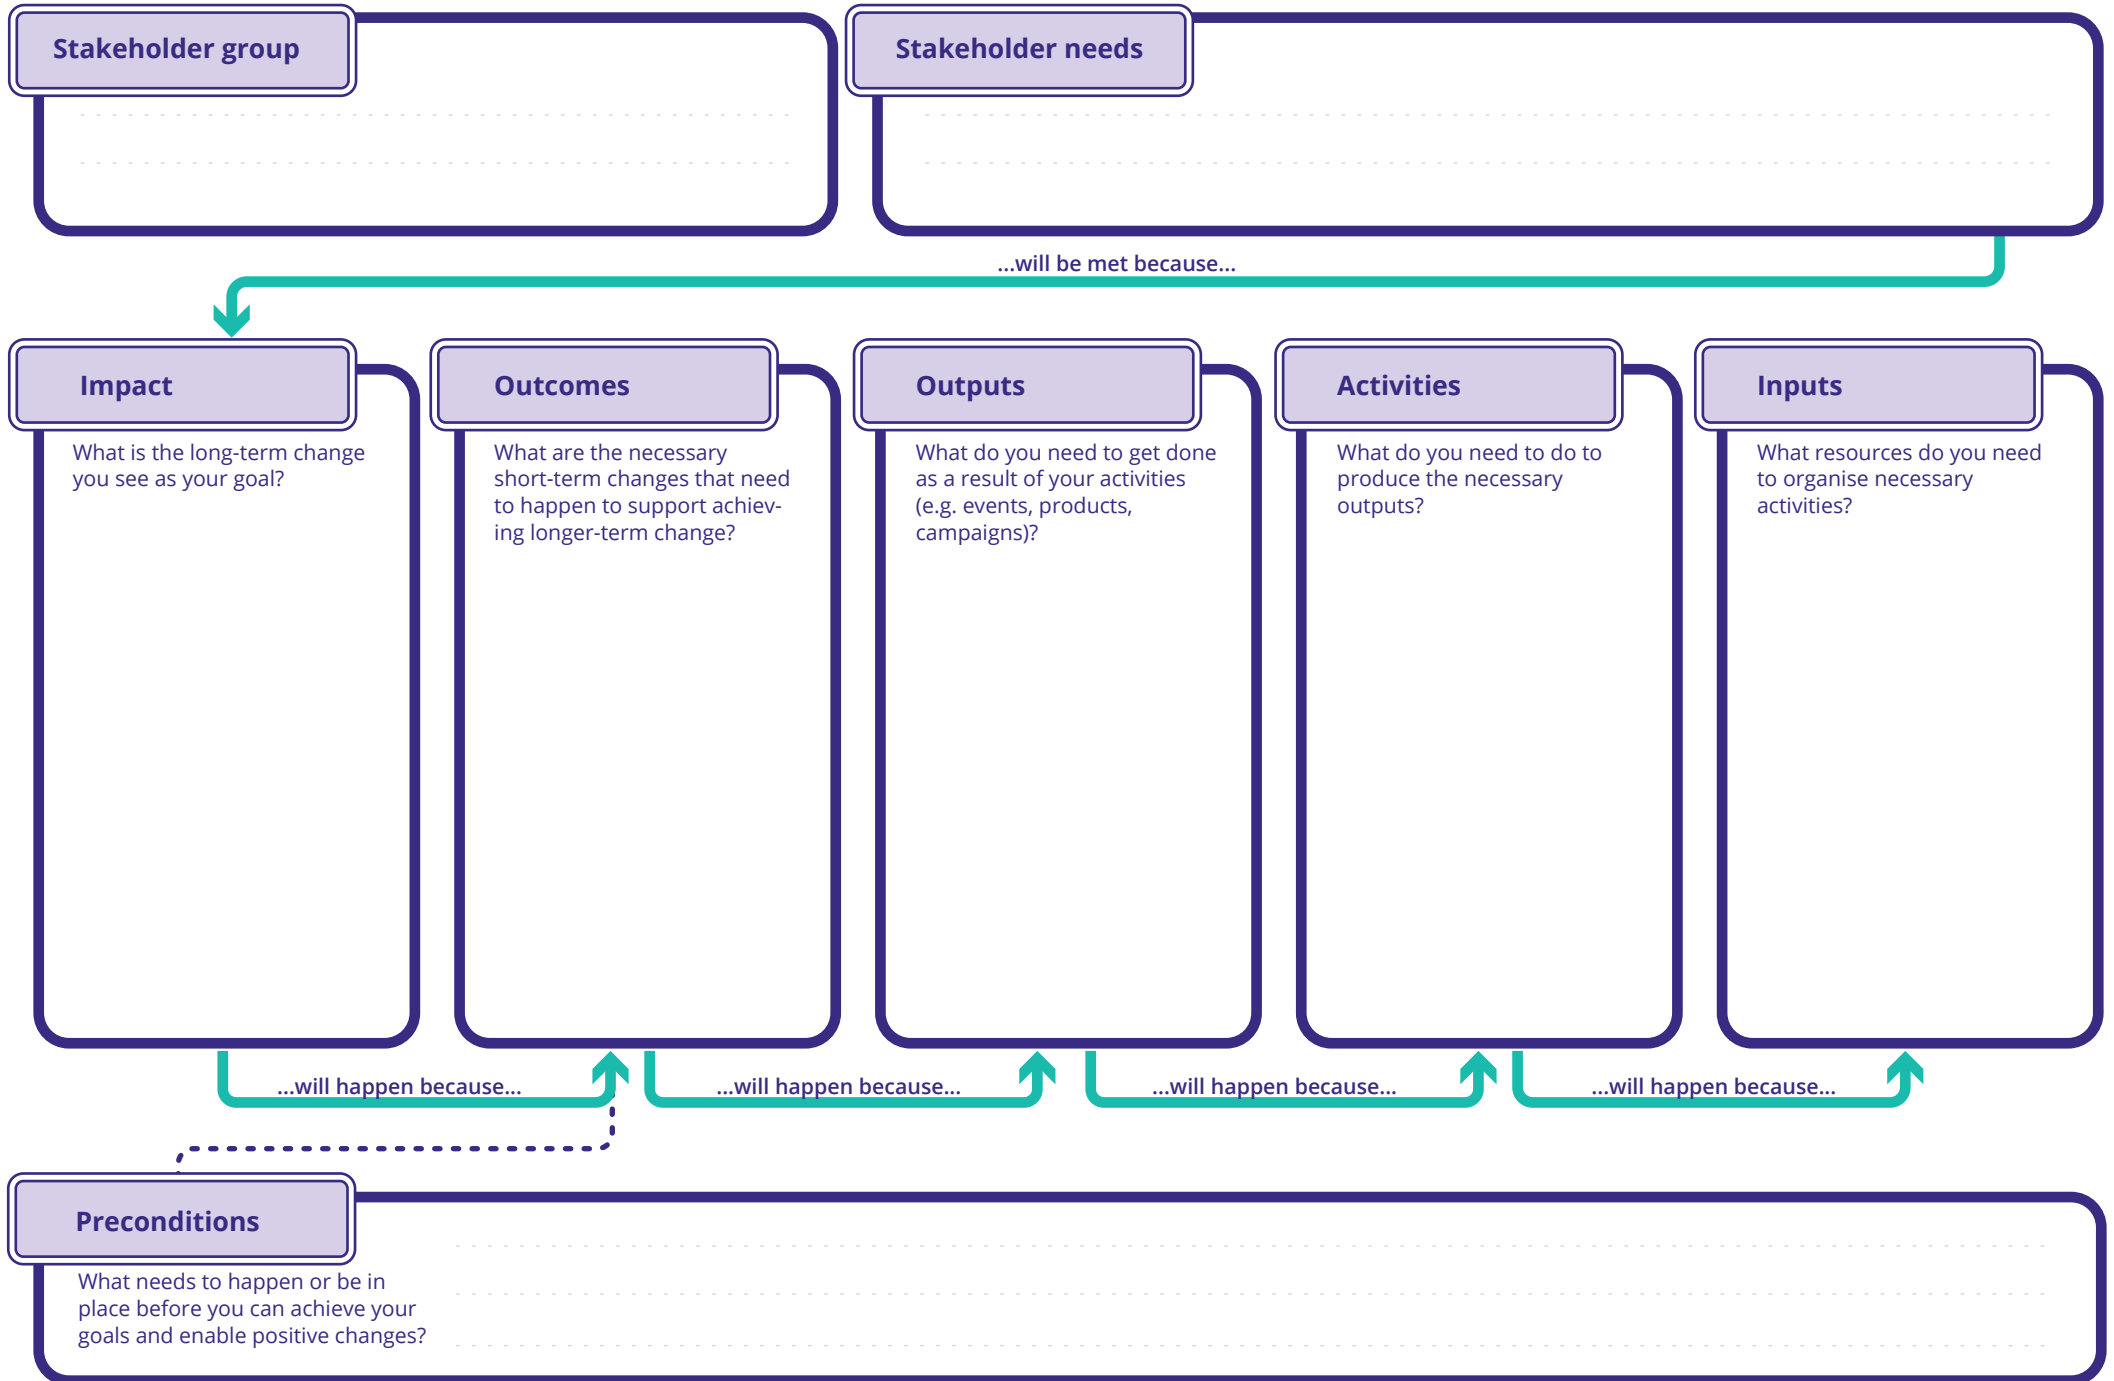 Stakeholder group
Stakeholder needs
...will be met because...
Impact
What is the long-term change
you see as your goal?
Outcomes
What are the necessary
short-term changes that need
to happen to support achiev-
ing longer-term change?
Outputs
What do you need to get done
as a result of your activities
(e.g. events, products,
campaigns)?
Activities
What do you need to do to
produce the necessary
outputs?
Inputs
What resources do you need
to organise necessary
activities?
...will happen because...
...will happen because...
...will happen because...
...will happen because...
Preconditions
What needs to happen or be in
place before you can achieve your
goals and enable positive changes?